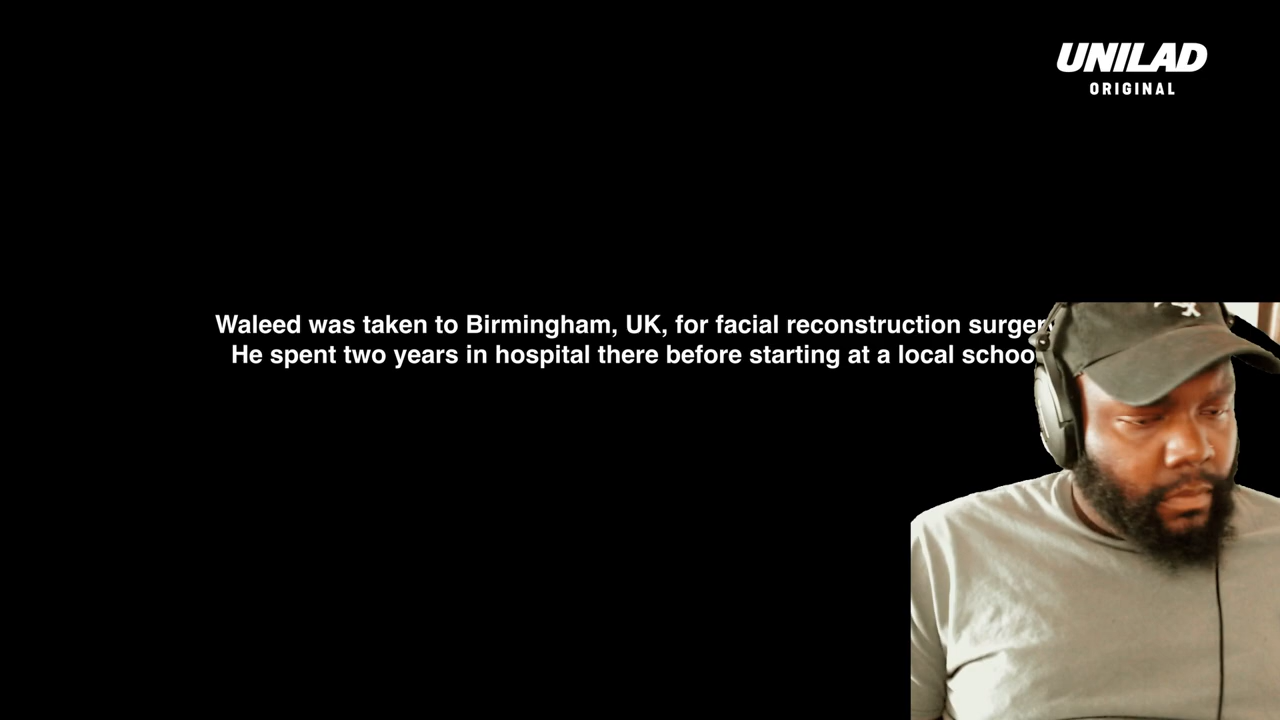 UNILAD
ORIGINAL
Waleed was taken to Birmingham, UK, for facial reconstruction
He spent two years in hospital there before starting at a local